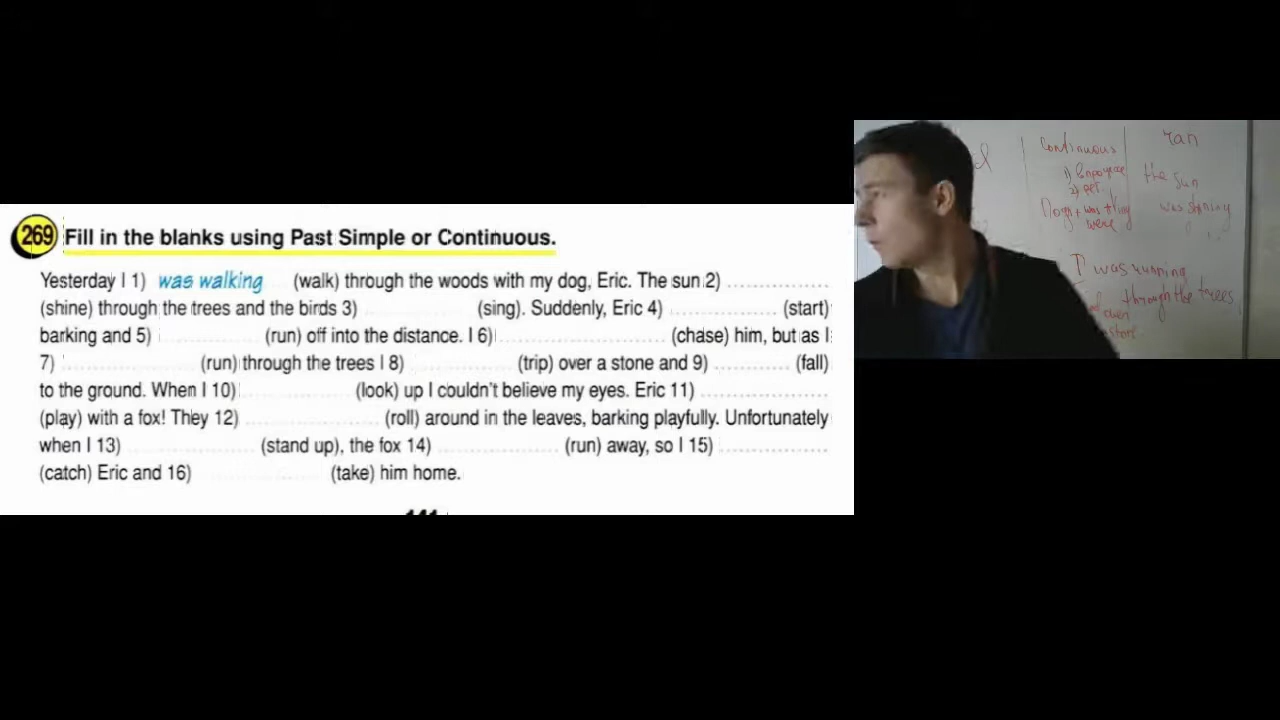 269 Fill in the blanks using Past Simple or Continuous.
Yesterday I 1) was walking (walk) through the woods with my dog, Eric. The sun 2) ..................
(shine) through the trees and the birds 3) .................. (sing). Suddenly, Eric 4) .................. (start)
barking and 5) .................. (run) off into the distance. I 6) .................. (chase) him, but as I
7) .................. (run) through the trees I 8) .................. (trip) over a stone and 9) .................. (fall)
to the ground. When I 10) .................. (look) up I couldn't believe my eyes. Eric 11) ..................
(play) with a fox! They 12) .................. (roll) around in the leaves, barking playfully. Unfortunately
when I 13) .................. (stand up), the fox 14) .................. (run) away, so I 15) ..................
(catch) Eric and 16) .................. (take) him home.
Continuous
ran
the sun
was shining
were
I was running
through the trees